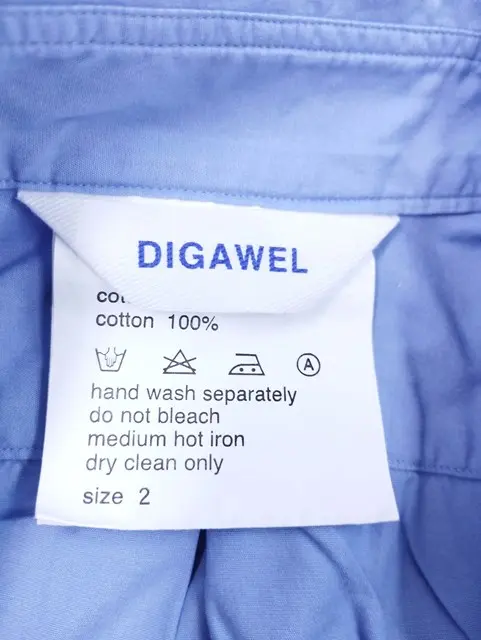 DIGAWEL
cotton 100%
A
hand wash separately
do not bleach
medium hot iron
dry clean only
size 2